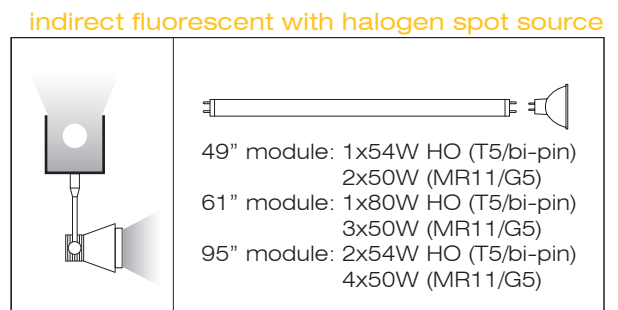 indirect fluorescent with halogen spot source
49” module: 1x54W HO (T5/bi-pin)
2x50W (MR11/G5)
61” module: 1x80W HO (T5/bi-pin)
3x50W (MR11/G5)
95” module: 2x54W HO (T5/bi-pin)
4x50W (MR11/G5)